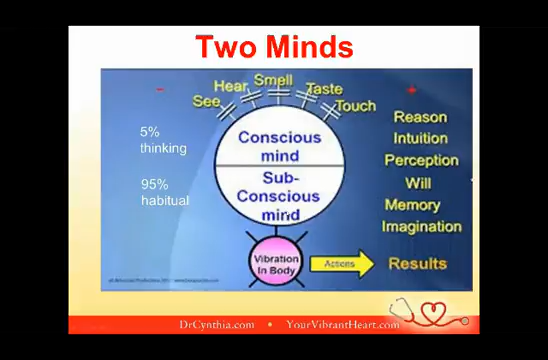 Two Minds
See
Hear
Smell
Taste
Touch
5%
thinking
95%
habitual
Conscious
mind
Sub-
Conscious
mind
Reason
Intuition
Perception
Will
Memory
Imagination
Vibration
In Body
Actions
Results
DrCynthia.com • YourVibrantHeart.com